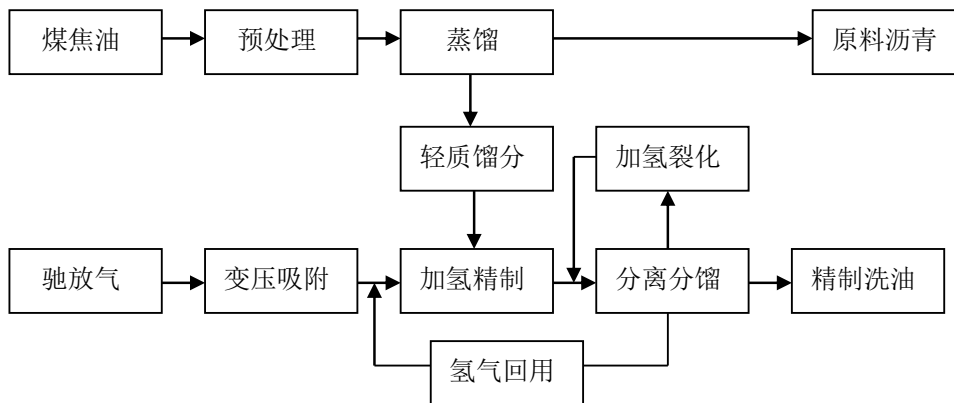 煤焦油
预处理
蒸馏
原料沥青
轻质馏分
加氢裂化
驰放气
变压吸附
加氢精制
分离分馏
精制洗油
氢气回用